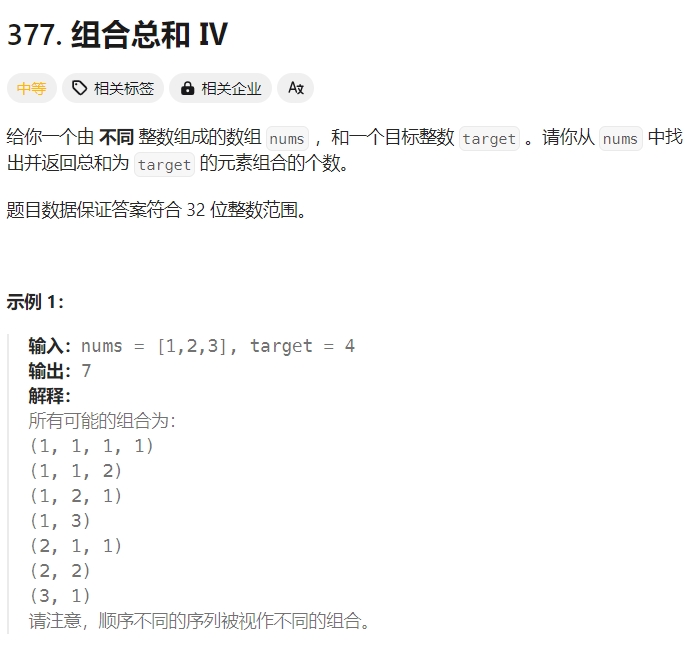 377. 组合总和 Ⅳ
中等 相关标签 相关企业 Aあ
给你一个由 不同 整数组成的数组 nums ，和一个目标整数 target 。请你从 nums 中找
出并返回总和为 target 的元素组合的个数。
题目数据保证答案符合 32 位整数范围。
示例 1：
输入：nums = [1,2,3], target = 4
输出：7
解释：
所有可能的组合为：
(1, 1, 1, 1)
(1, 1, 2)
(1, 2, 1)
(1, 3)
(2, 1, 1)
(2, 2)
(3, 1)
请注意，顺序不同的序列被视作不同的组合。